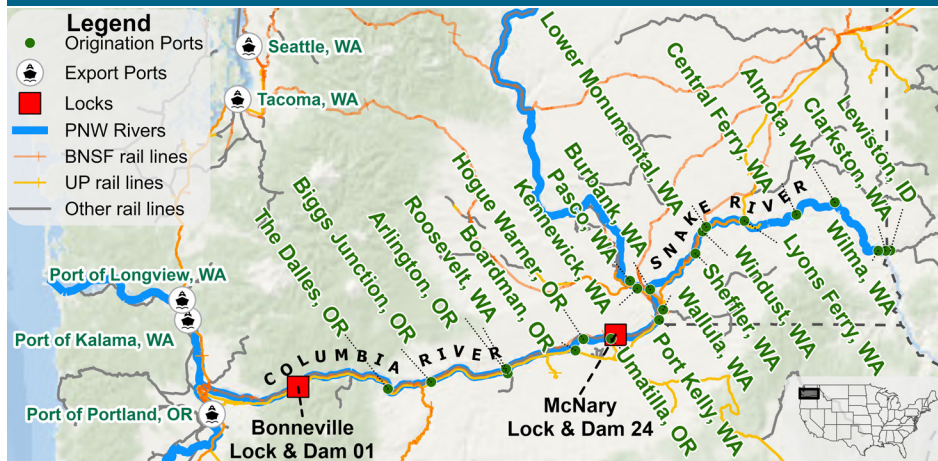 Legend
Origination Ports
Export Ports
Locks
PNW Rivers
BNSF rail lines
UP rail lines
Other rail lines
Seattle, WA
Tacoma, WA
Port of Longview, WA
Port of Kalama, WA
Port of Portland, OR
The Dalles, OR
Biggs Junction, OR
Arlington, OR
Roosevelt, WA
Boardman, OR
Hogue Warner, OR
Kennewick, WA
Pasco, WA
Burbank, WA
Lower Monumental, WA
Central Ferry, WA
Almota, WA
Clarkston, WA
Lewiston, ID
SNAKE RIVER
COLUMBIA RIVER
Wilma, WA
Lyons Ferry, WA
Windust, WA
Sheffler, WA
Wallula, WA
Port Kelly, WA
Umatilla, OR
Bonneville
Lock & Dam 01
McNary
Lock & Dam 24